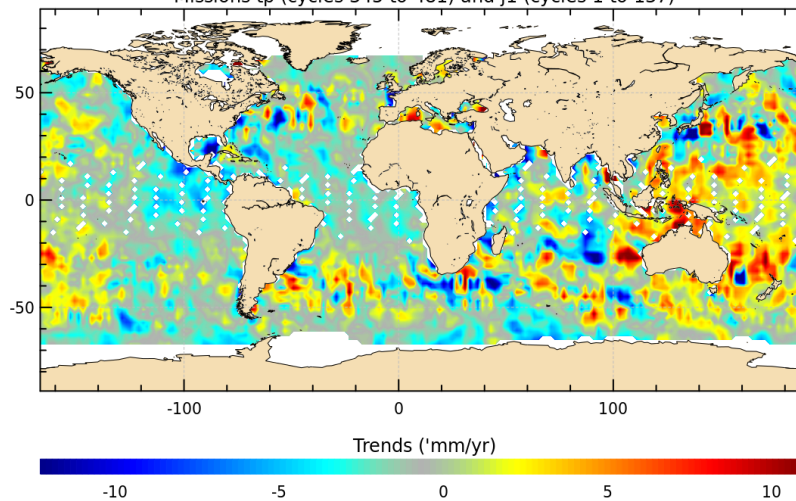 Missions tp (cycles 345 to 481) and j1 (cycles 1 to 137)
50
0
-50
-100 0 100
Trends ('mm/yr)
-10 -5 0 5 10